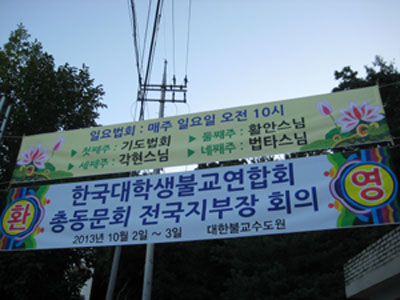 일요법회 : 매주 일요일 오전 10시
▶ 첫째주 : 기도법회 ▶ 둘째주 : 활안스님
▶ 세째주 : 각현스님 ▶ 네째주 : 법타스님
환 한국대학생불교연합회 영
총동문회 전국지부장 회의
2013년 10월 2일 ~ 3일 대한불교수도원